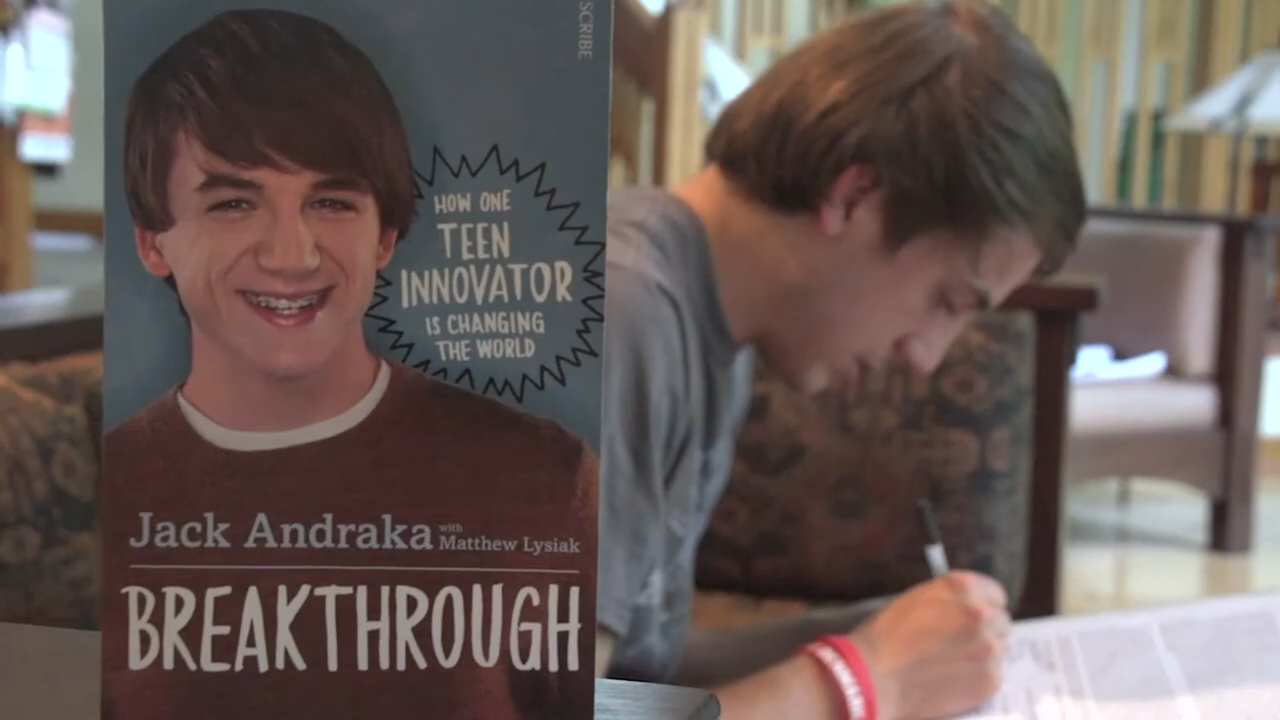 SCRIBE
HOW ONE
TEEN
INNOVATOR
IS CHANGING
THE WORLD
Jack Andraka with
Matthew Lysiak
BREAKTHROUGH